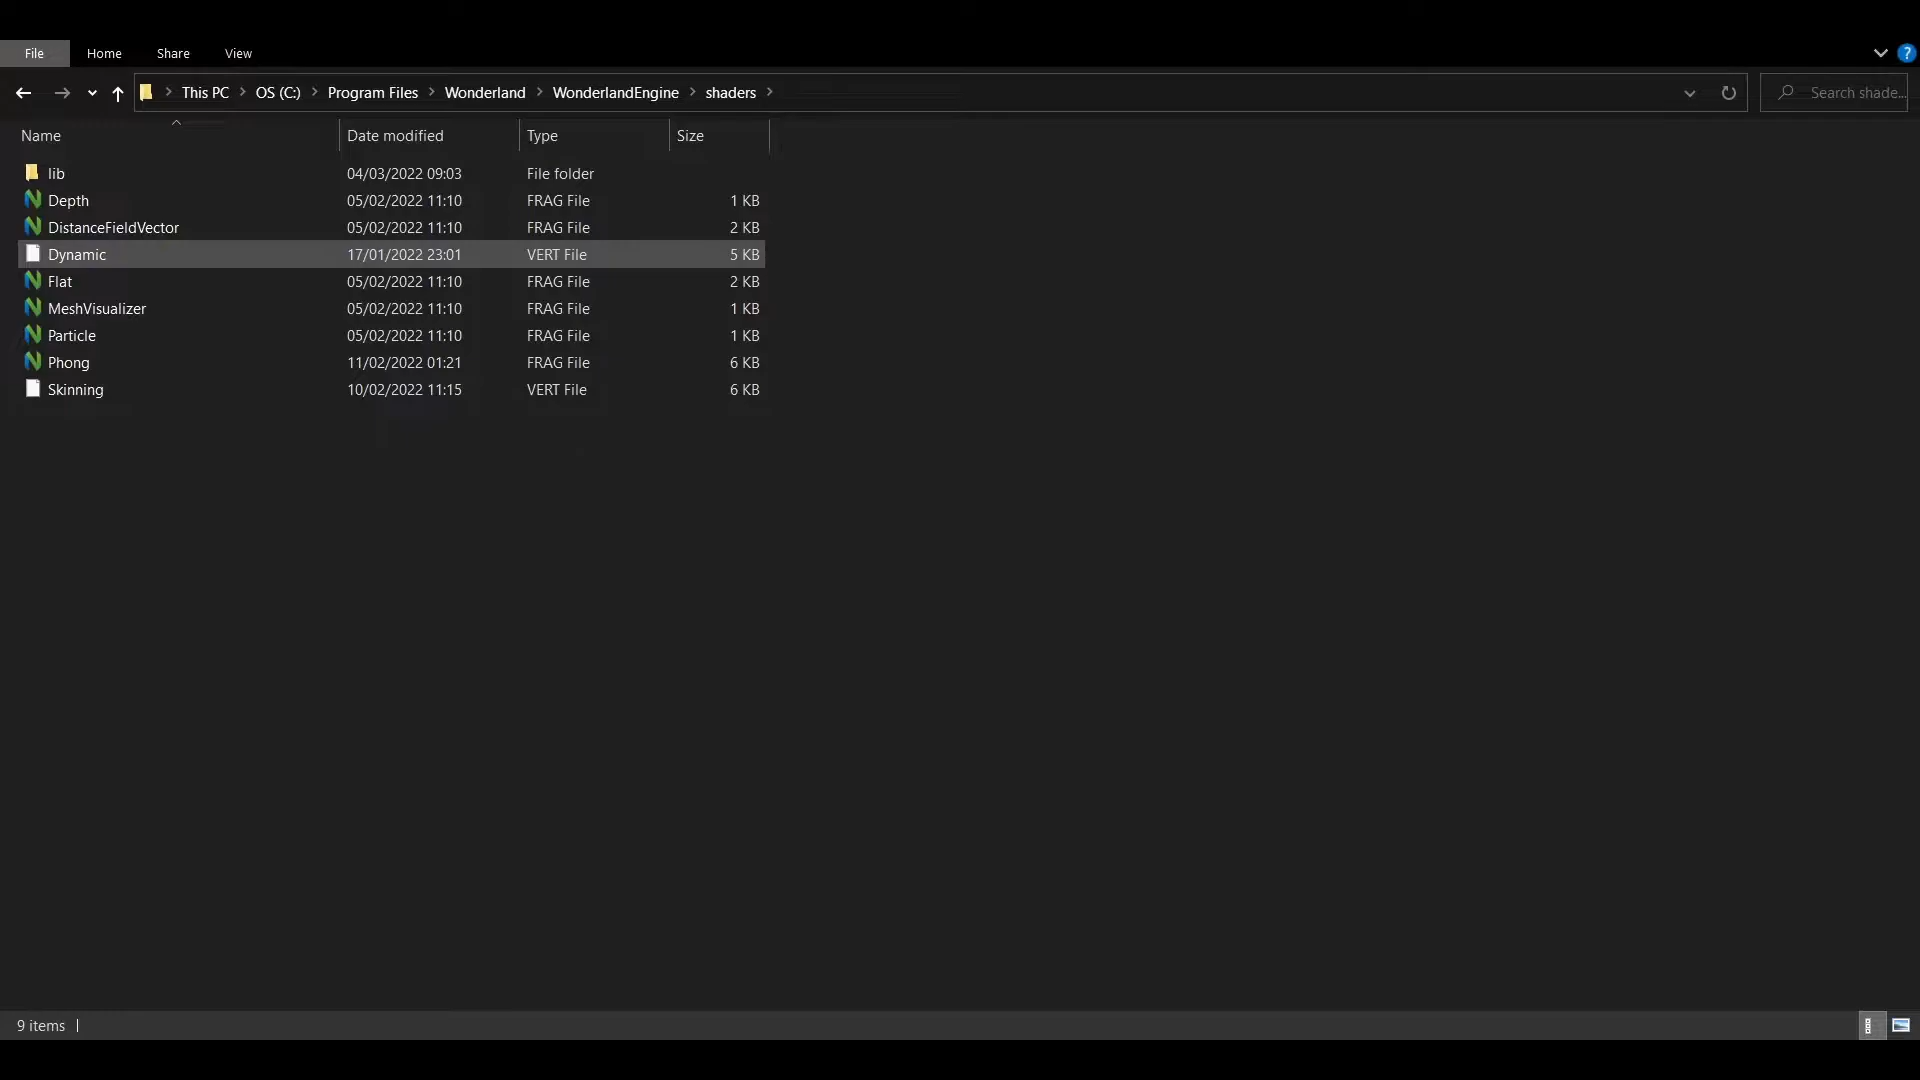 File Home Share View
?
This PC > OS (C:) > Program Files > Wonderland > WonderlandEngine > shaders >
Search shade...
Name Date modified Type Size
lib 04/03/2022 09:03 File folder
Depth 05/02/2022 11:10 FRAG File 1 KB
DistanceFieldVector 05/02/2022 11:10 FRAG File 2 KB
Dynamic 17/01/2022 23:01 VERT File 5 KB
Flat 05/02/2022 11:10 FRAG File 2 KB
MeshVisualizer 05/02/2022 11:10 FRAG File 1 KB
Particle 05/02/2022 11:10 FRAG File 1 KB
Phong 11/02/2022 01:21 FRAG File 6 KB
Skinning 10/02/2022 11:15 VERT File 6 KB
9 items